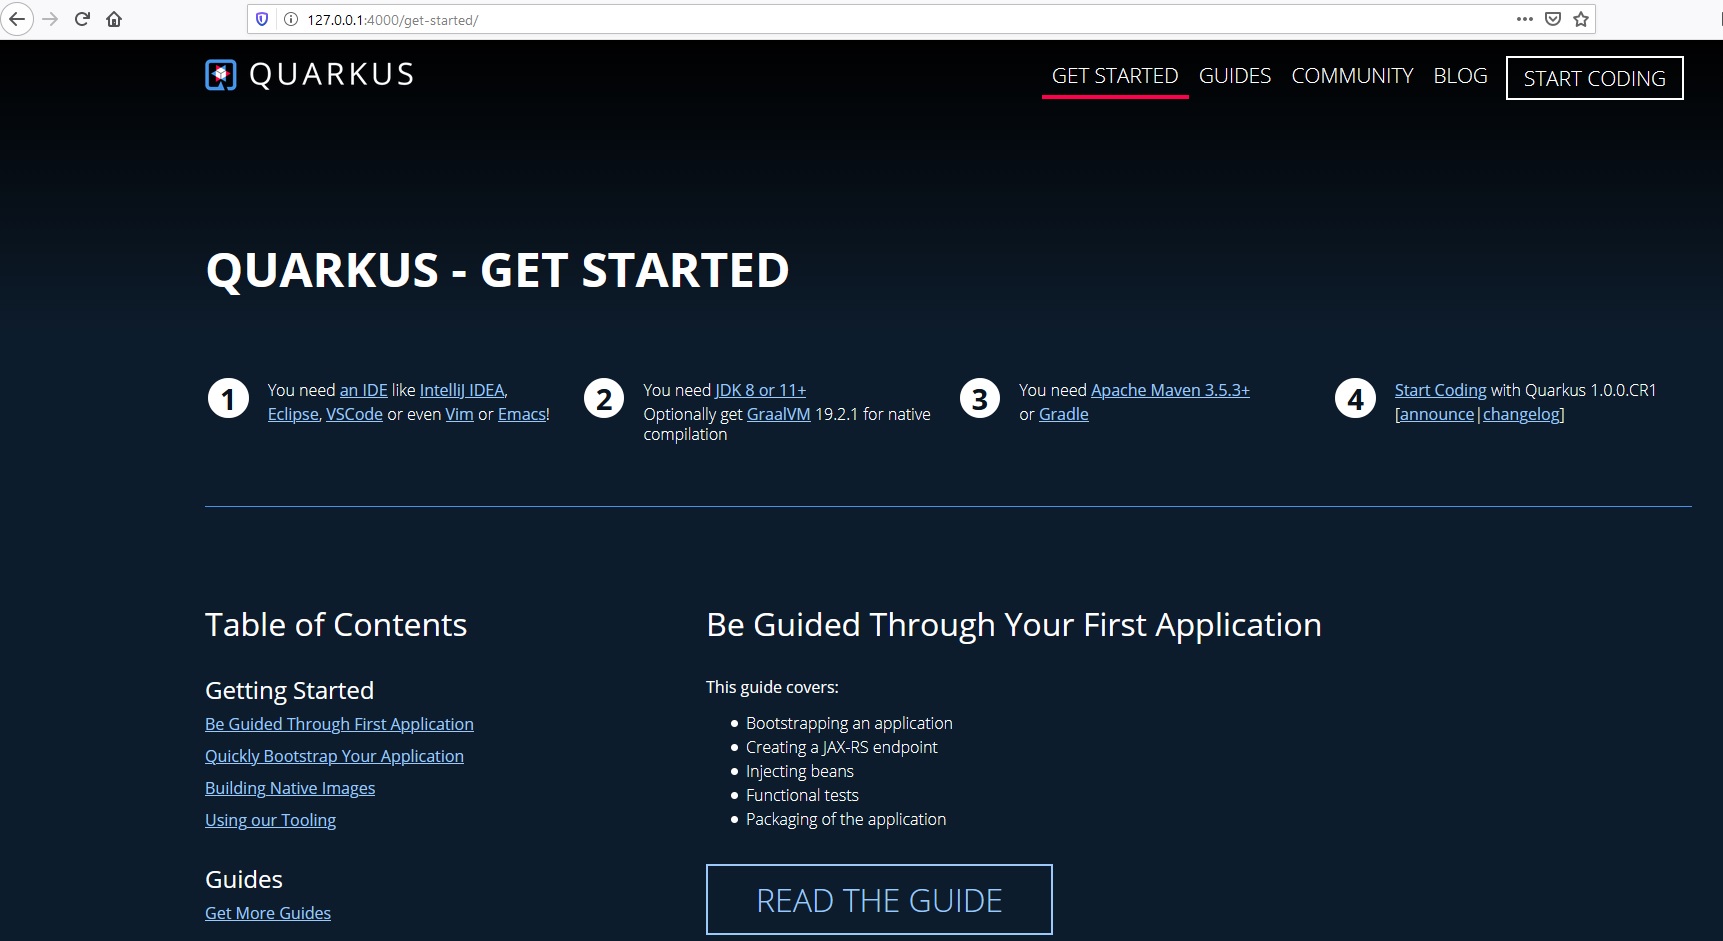 127.0.0.1:4000/get-started/
QUARKUS
GET STARTED GUIDES COMMUNITY BLOG START CODING
QUARKUS - GET STARTED
1
You need an IDE like IntelliJ IDEA,
Eclipse, VSCode or even Vim or Emacs!
2
You need JDK 8 or 11+
Optionally get GraalVM 19.2.1 for native
compilation
3
You need Apache Maven 3.5.3+
or Gradle
4
Start Coding with Quarkus 1.0.0.CR1
[announce|changelog]
Table of Contents
Getting Started
Be Guided Through First Application
Quickly Bootstrap Your Application
Building Native Images
Using our Tooling
Guides
Get More Guides
Be Guided Through Your First Application
This guide covers:
• Bootstrapping an application
• Creating a JAX-RS endpoint
• Injecting beans
• Functional tests
• Packaging of the application
READ THE GUIDE